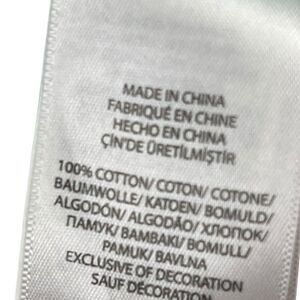 MADE IN CHINA
FABRIQUÉ EN CHINE
HECHO EN CHINA
ÇİN'DE ÜRETİLMİŞTİR
100% COTTON/ COTON/ COTONE/
BAUMWOLLE/ KATOEN/ BOMULD/
ALGODÓN/ ALGODÃO/ ХЛОПОК/
ПАМУК/ ΒΑΜΒΑΚΙ/ BOMULL/
PAMUK/ BAVLNA
EXCLUSIVE OF DECORATION
SAUF DÉCORATION